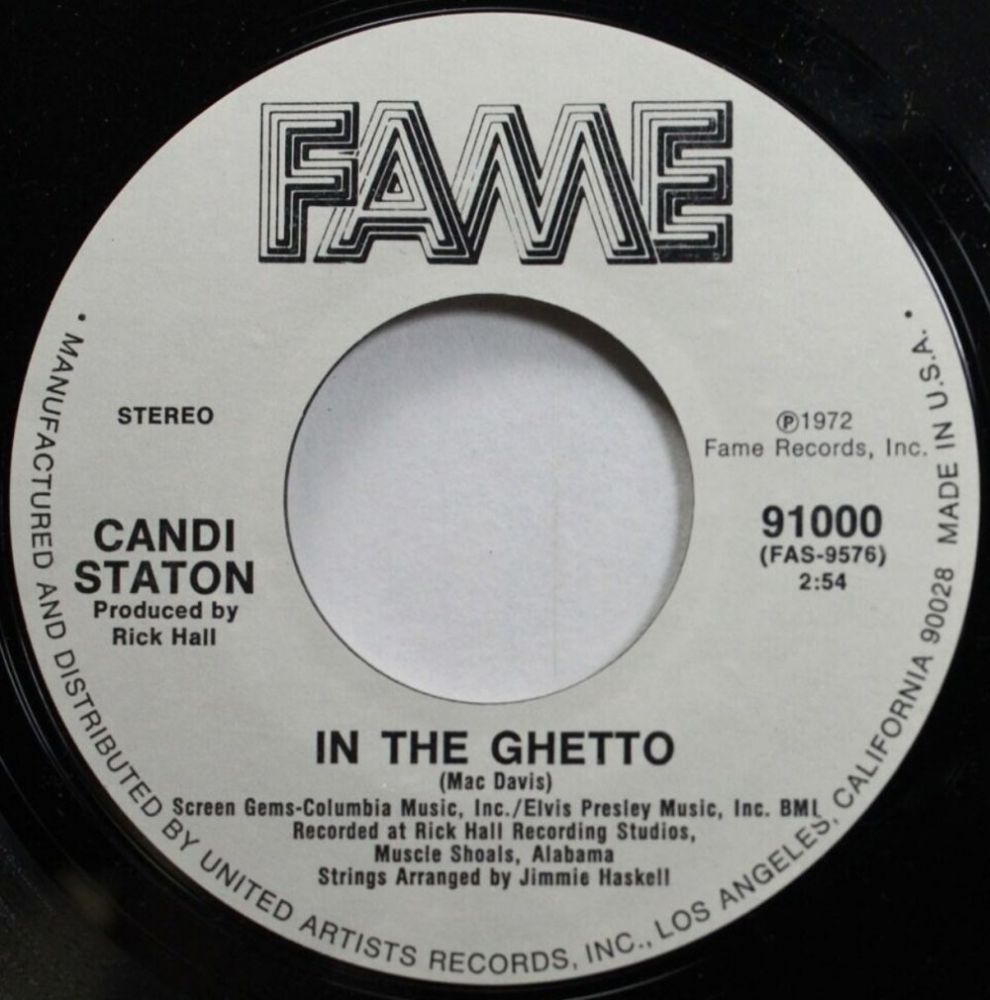 FAME
STEREO
℗1972
Fame Records, Inc.
CANDI
STATON
Produced by
Rick Hall
91000
(FAS-9576)
2:54
IN THE GHETTO
(Mac Davis)
Screen Gems-Columbia Music, Inc./Elvis Presley Music, Inc. BMI
Recorded at Rick Hall Recording Studios,
Muscle Shoals, Alabama
Strings Arranged by Jimmie Haskell
• MANUFACTURED AND DISTRIBUTED BY UNITED ARTISTS RECORDS, INC., LOS ANGELES, CALIFORNIA 90028 MADE IN U.S.A. •